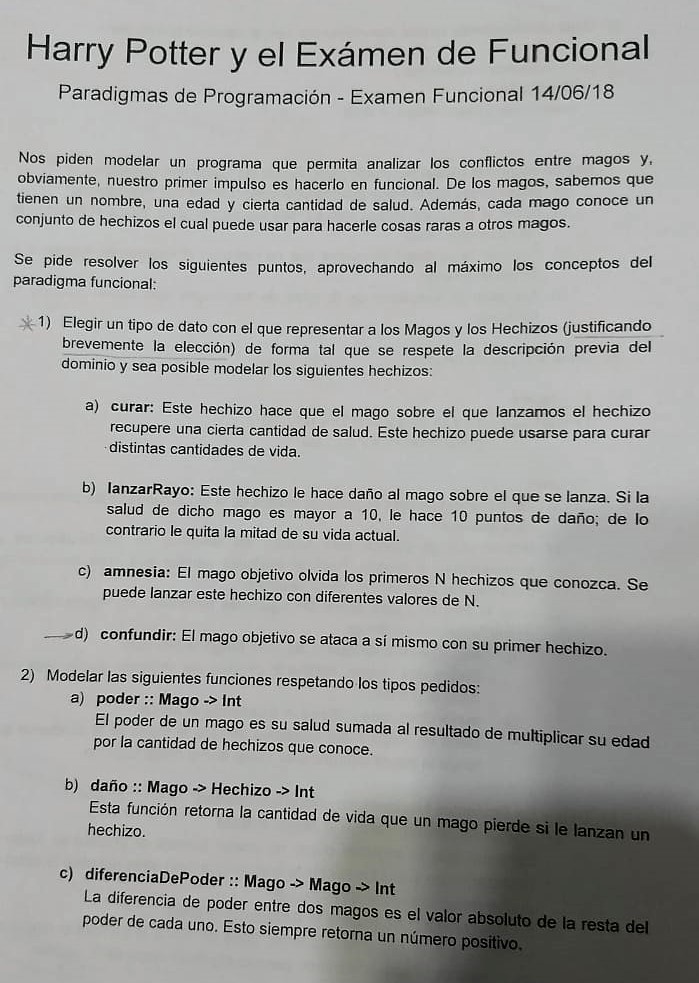 Harry Potter y el Exámen de Funcional
Paradigmas de Programación - Examen Funcional 14/06/18
Nos piden modelar un programa que permita analizar los conflictos entre magos y,
obviamente, nuestro primer impulso es hacerlo en funcional. De los magos, sabemos que
tienen un nombre, una edad y cierta cantidad de salud. Además, cada mago conoce un
conjunto de hechizos el cual puede usar para hacerle cosas raras a otros magos.
Se pide resolver los siguientes puntos, aprovechando al máximo los conceptos del
paradigma funcional:
1) Elegir un tipo de dato con el que representar a los Magos y los Hechizos (justificando
brevemente la elección) de forma tal que se respete la descripción previa del
dominio y sea posible modelar los siguientes hechizos:
a) curar: Este hechizo hace que el mago sobre el que lanzamos el hechizo
recupere una cierta cantidad de salud. Este hechizo puede usarse para curar
distintas cantidades de vida.
b) lanzarRayo: Este hechizo le hace daño al mago sobre el que se lanza. Si la
salud de dicho mago es mayor a 10, le hace 10 puntos de daño; de lo
contrario le quita la mitad de su vida actual.
c) amnesia: El mago objetivo olvida los primeros N hechizos que conozca. Se
puede lanzar este hechizo con diferentes valores de N.
d) confundir: El mago objetivo se ataca a sí mismo con su primer hechizo.
2) Modelar las siguientes funciones respetando los tipos pedidos:
a) poder :: Mago -> Int
El poder de un mago es su salud sumada al resultado de multiplicar su edad
por la cantidad de hechizos que conoce.
b) daño :: Mago -> Hechizo -> Int
Esta función retorna la cantidad de vida que un mago pierde si le lanzan un
hechizo.
c) diferenciaDePoder :: Mago -> Mago -> Int
La diferencia de poder entre dos magos es el valor absoluto de la resta del
poder de cada uno. Esto siempre retorna un número positivo.